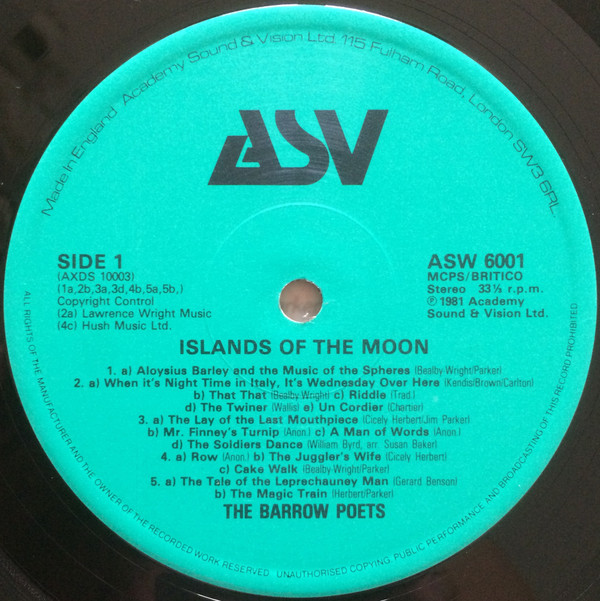 Made in England. Academy Sound & Vision Ltd. 115 Fulham Road, London SW3 6RL.
ASV
SIDE 1
(AXDS 10003)
(1a,2b,3a,3d,4b,5a,5b,)
Copyright Control
(2a) Lawrence Wright Music
(4c) Hush Music Ltd.
ASW 6001
MCPS/BRITICO
Stereo 33⅓ r.p.m.
℗ 1981 Academy
Sound & Vision Ltd.
ISLANDS OF THE MOON
1. a) Aloysius Barley and the Music of the Spheres (Bealby-Wright/Parker)
2. a) When it's Night Time in Italy, It's Wednesday Over Here (Kendis/Brown/Carlton)
b) That That (Bealby Wright) c) Riddle (Trad.)
d) The Twiner (Wallis) e) Un Cordier (Chartier)
3. a) The Lay of the Last Mouthpiece (Cicely Herbert/Jim Parker)
b) Mr. Finney's Turnip (Anon.) c) A Man of Words (Anon.)
d) The Soldiers Dance (William Byrd, arr. Susan Baker)
4. a) Row (Anon.) b) The Juggler's Wife (Cicely Herbert)
c) Cake Walk (Bealby-Wright/Parker)
5. a) The Tele of the Leprechauney Man (Gerard Benson)
b) The Magic Train (Herbert/Parker)
THE BARROW POETS
ALL RIGHTS OF THE MANUFACTURER AND THE OWNER OF THE RECORDED WORK RESERVED. UNAUTHORISED COPYING, PUBLIC PERFORMANCE AND BROADCASTING OF THIS RECORD PROHIBITED